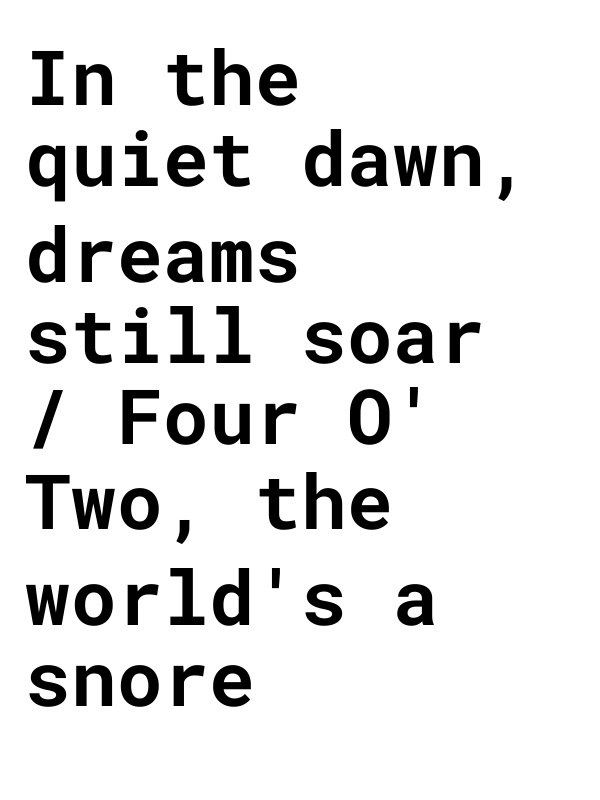 In the
quiet dawn,
dreams
still soar
/ Four O'
Two, the
world's a
snore